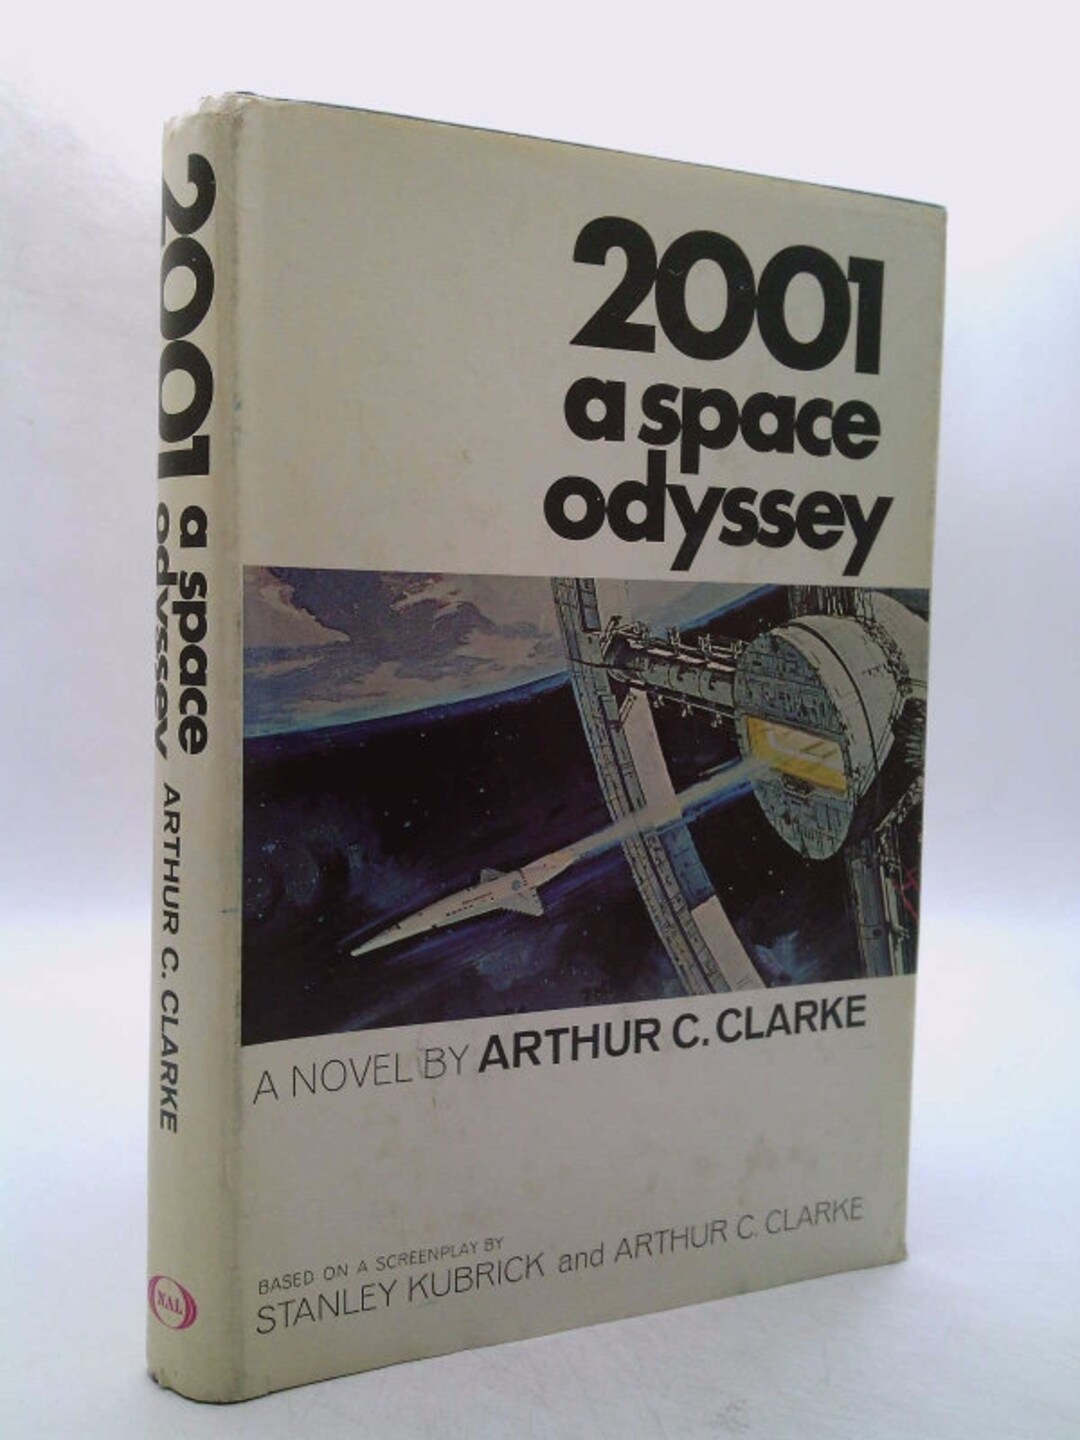 2001
a space
odyssey
A NOVEL BY ARTHUR C. CLARKE
BASED ON A SCREENPLAY BY
STANLEY KUBRICK and ARTHUR C. CLARKE
2001 a space
odyssey
ARTHUR C. CLARKE
NAL